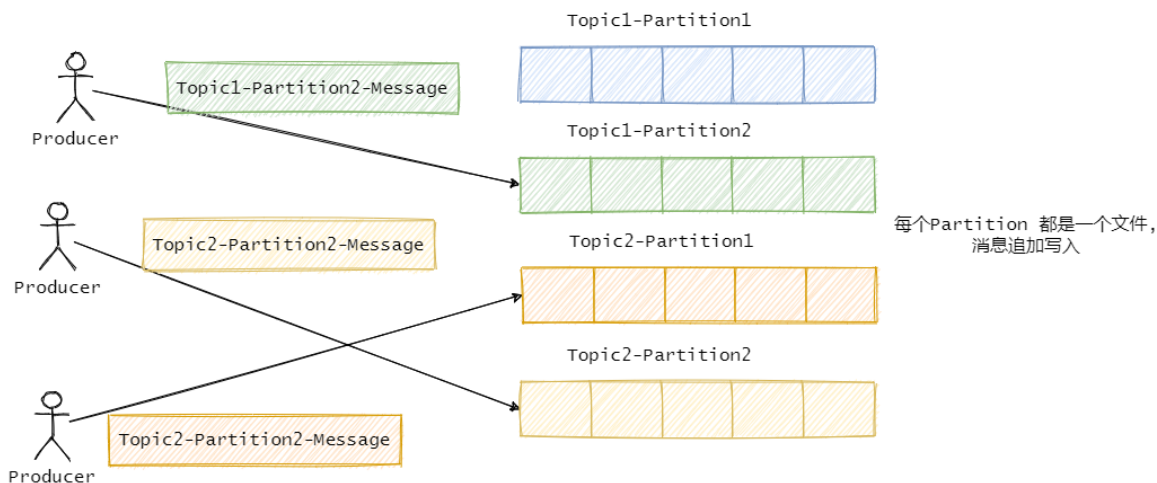 Topic1-Partition1
Topic1-Partition2-Message
Producer
Topic1-Partition2
Topic2-Partition2-Message
Producer
Topic2-Partition1
每个Partition 都是一个文件，
消息追加写入
Topic2-Partition2
Topic2-Partition2-Message
Producer